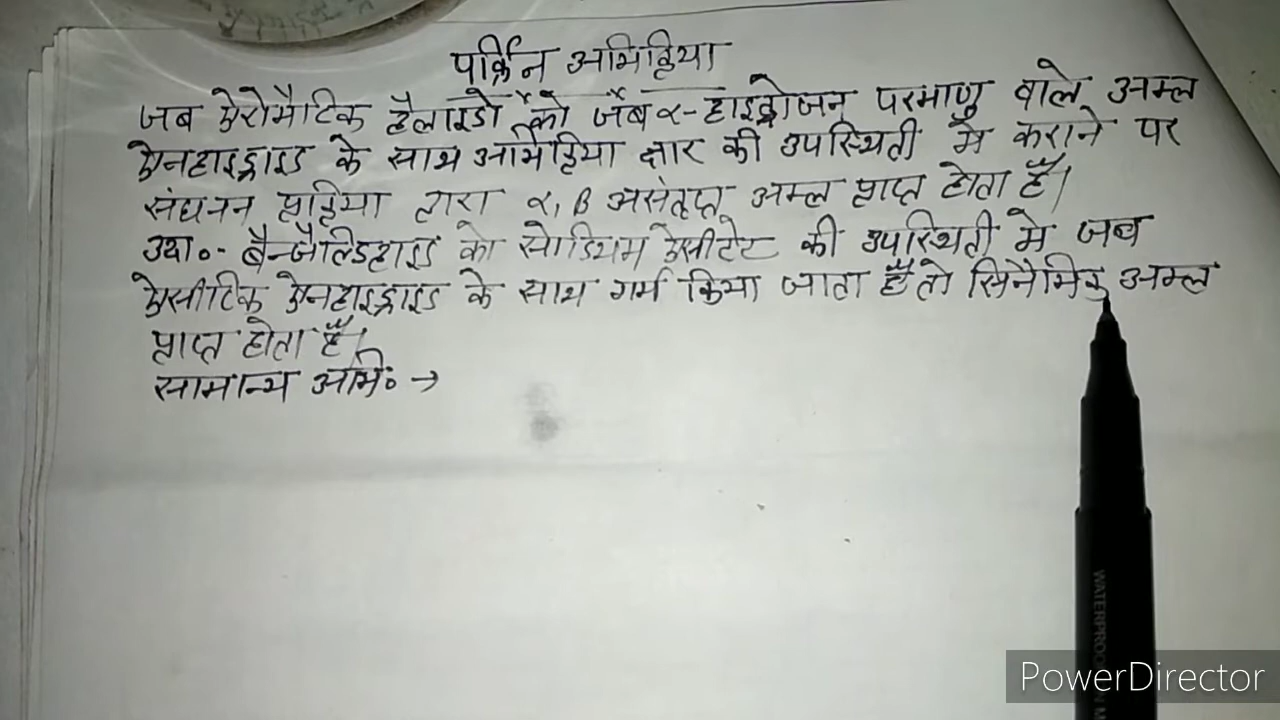 पर्किन अभिक्रिया
जब ऐरोमैटिक हैलाइडो को जब α-हाइड्रोजन परमाणु वाले अम्ल
ऐनहाइड्राइड के साथ अभिक्रिया क्षार की उपस्थिती में कराने पर
संघनन प्रक्रिया द्वारा α, β असंतृप्त अम्ल प्राप्त होता है।
उदा०- बैन्जैल्डिहाइड को सोडियम ऐसीटेट की उपस्थिती मे जब
ऐसीटिक ऐनहाइड्राइड के साथ गर्म किया जाता है तो सिनैमिक अम्ल
प्राप्त होता है।
सामान्य अभि० →
WATERPROO
PowerDirector